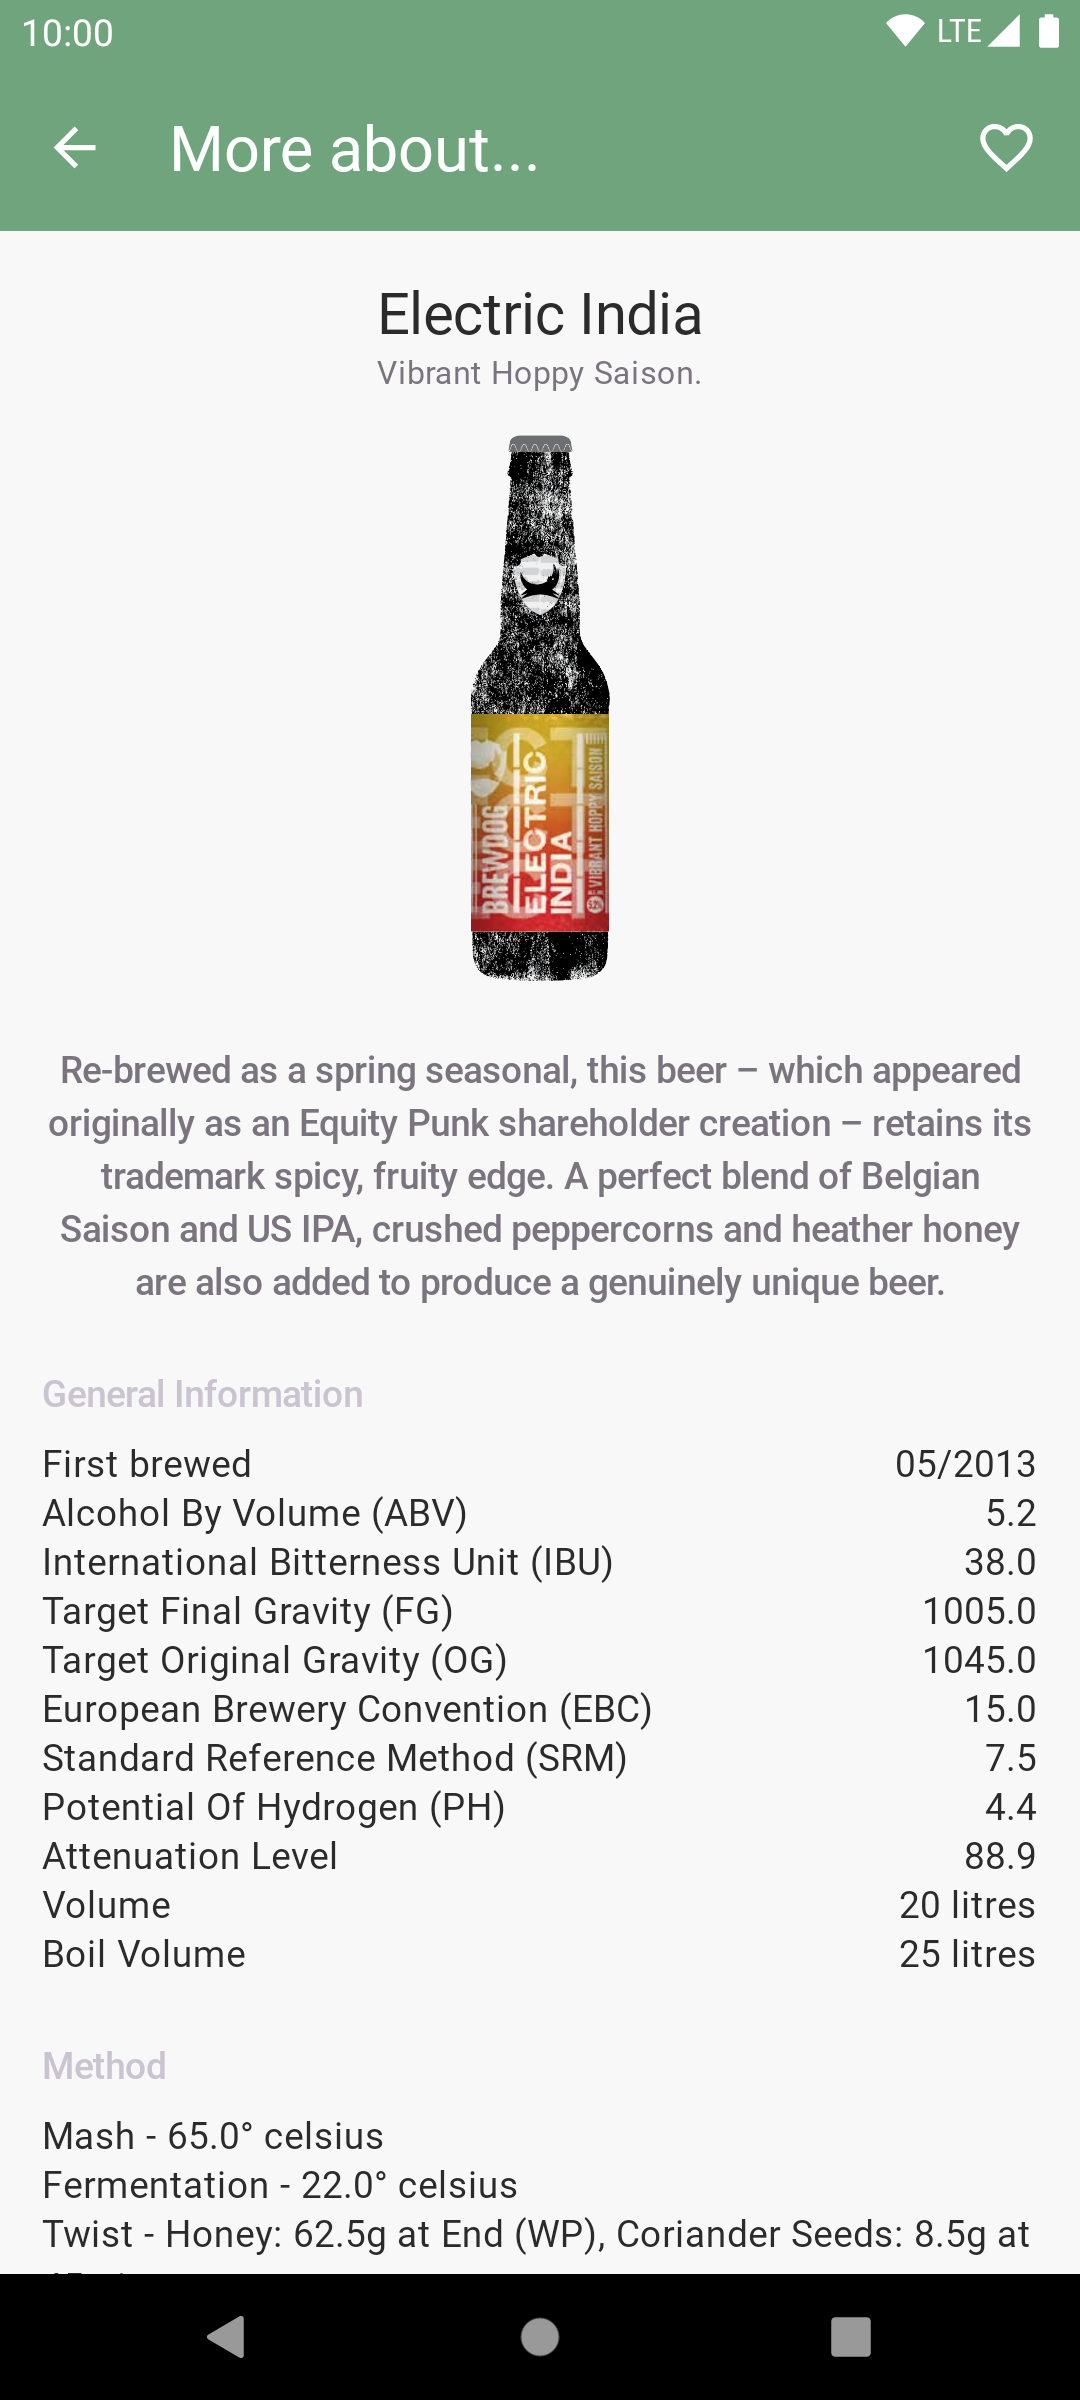 10:00
LTE
More about...
Electric India
Vibrant Hoppy Saison.
BREWDOG
ELECTRIC
INDIA
VIBRANT HOPPY SAISON
Re-brewed as a spring seasonal, this beer – which appeared
originally as an Equity Punk shareholder creation – retains its
trademark spicy, fruity edge. A perfect blend of Belgian
Saison and US IPA, crushed peppercorns and heather honey
are also added to produce a genuinely unique beer.
General Information
First brewed 05/2013
Alcohol By Volume (ABV) 5.2
International Bitterness Unit (IBU) 38.0
Target Final Gravity (FG) 1005.0
Target Original Gravity (OG) 1045.0
European Brewery Convention (EBC) 15.0
Standard Reference Method (SRM) 7.5
Potential Of Hydrogen (PH) 4.4
Attenuation Level 88.9
Volume 20 litres
Boil Volume 25 litres
Method
Mash - 65.0° celsius
Fermentation - 22.0° celsius
Twist - Honey: 62.5g at End (WP), Coriander Seeds: 8.5g at